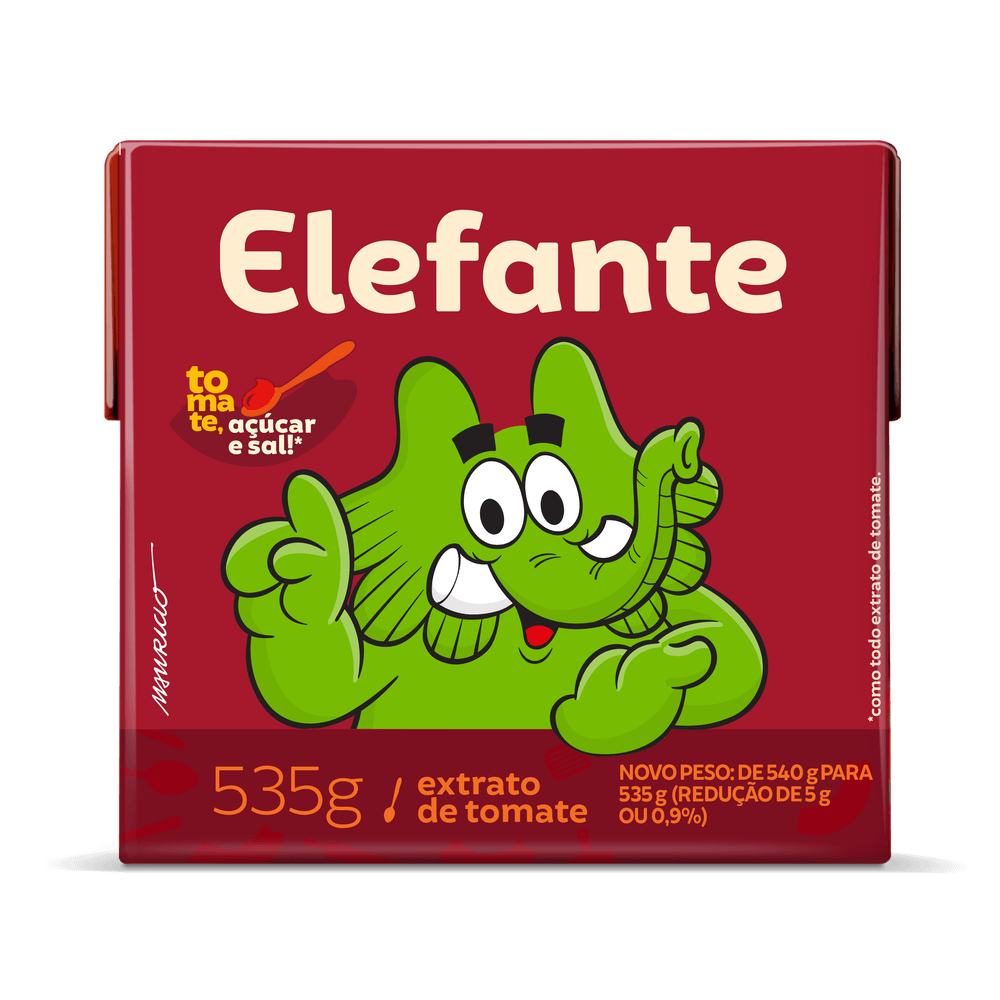 Elefante
to
ma
te, açúcar
e sal!*
*como todo extrato de tomate.
MAURICIO
535g
extrato
de tomate
NOVO PESO: DE 540 g PARA
535 g (REDUÇÃO DE 5 g
OU 0,9%)